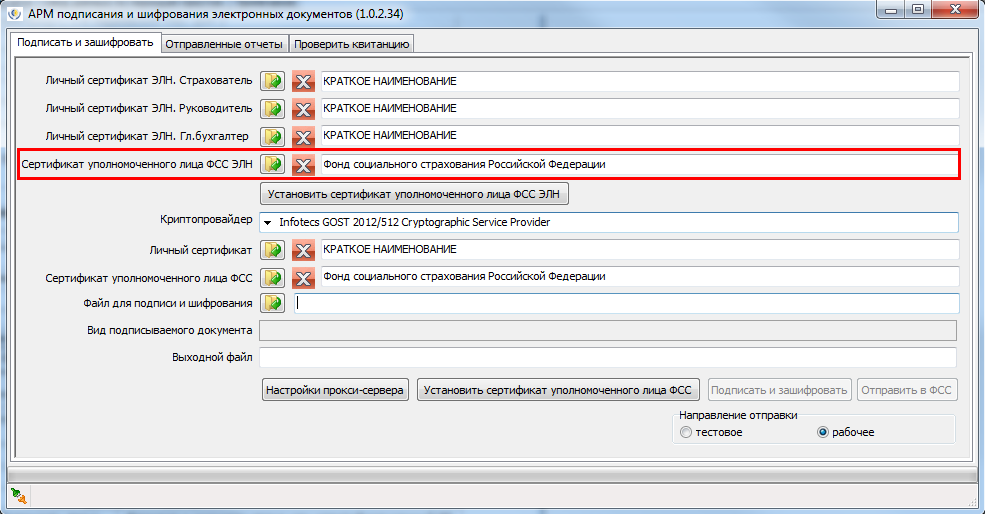 АРМ подписания и шифрования электронных документов (1.0.2.34)
Подписать и зашифровать Отправленные отчеты Проверить квитанцию
Личный сертификат ЭЛН. Страхователь КРАТКОЕ НАИМЕНОВАНИЕ
Личный сертификат ЭЛН. Руководитель КРАТКОЕ НАИМЕНОВАНИЕ
Личный сертификат ЭЛН. Гл.бухгалтер КРАТКОЕ НАИМЕНОВАНИЕ
Сертификат уполномоченного лица ФСС ЭЛН Фонд социального страхования Российской Федерации
Установить сертификат уполномоченного лица ФСС ЭЛН
Криптопровайдер Infotecs GOST 2012/512 Cryptographic Service Provider
Личный сертификат КРАТКОЕ НАИМЕНОВАНИЕ
Сертификат уполномоченного лица ФСС Фонд социального страхования Российской Федерации
Файл для подписи и шифрования
Вид подписываемого документа
Выходной файл
Настройки прокси-сервера Установить сертификат уполномоченного лица ФСС Подписать и зашифровать Отправить в ФСС
Направление отправки
тестовое рабочее